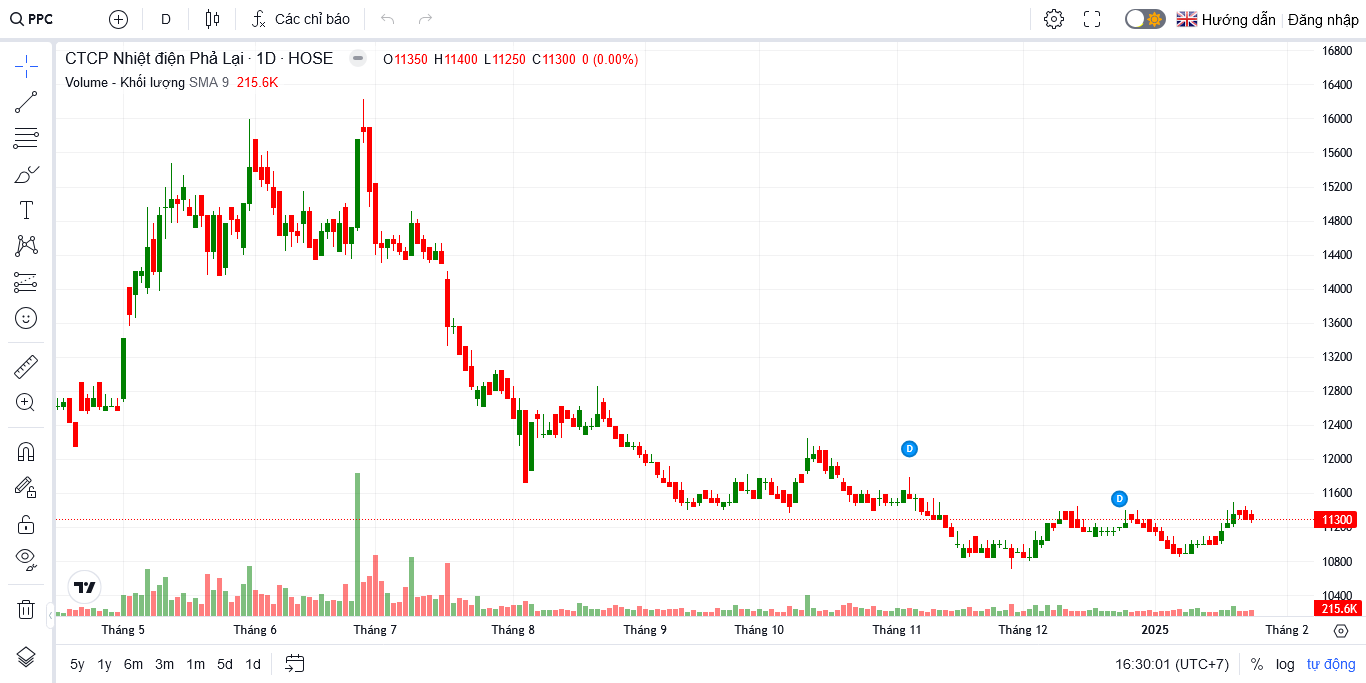 PPC D Các chỉ báo Hướng dẫn Đăng nhập
CTCP Nhiệt điện Phả Lại · 1D · HOSE O11350 H11400 L11250 C11300 0 (0.00%)
Volume - Khối lượng SMA 9 215.6K
16800
16400
16000
15600
15200
14800
14400
14000
13600
13200
12800
12400
12000
11600
11300
11200
10800
10400
215.6K
D
D
Tháng 5 Tháng 6 Tháng 7 Tháng 8 Tháng 9 Tháng 10 Tháng 11 Tháng 12 2025 Tháng 2
5y 1y 6m 3m 1m 5d 1d 16:30:01 (UTC+7) % log tự động